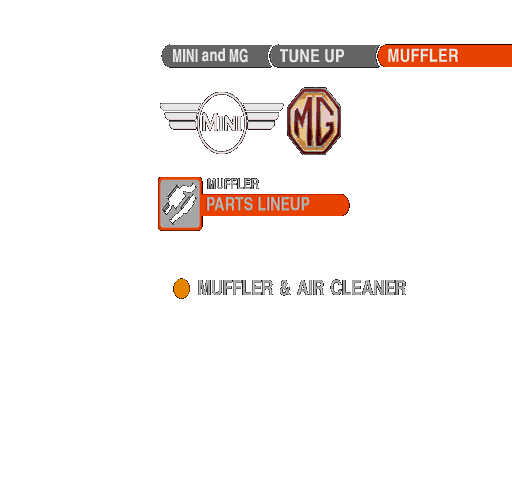 MINI and MG TUNE UP MUFFLER
MINI MG
MUFFLER
PARTS LINEUP
MUFFLER & AIR CLEANER